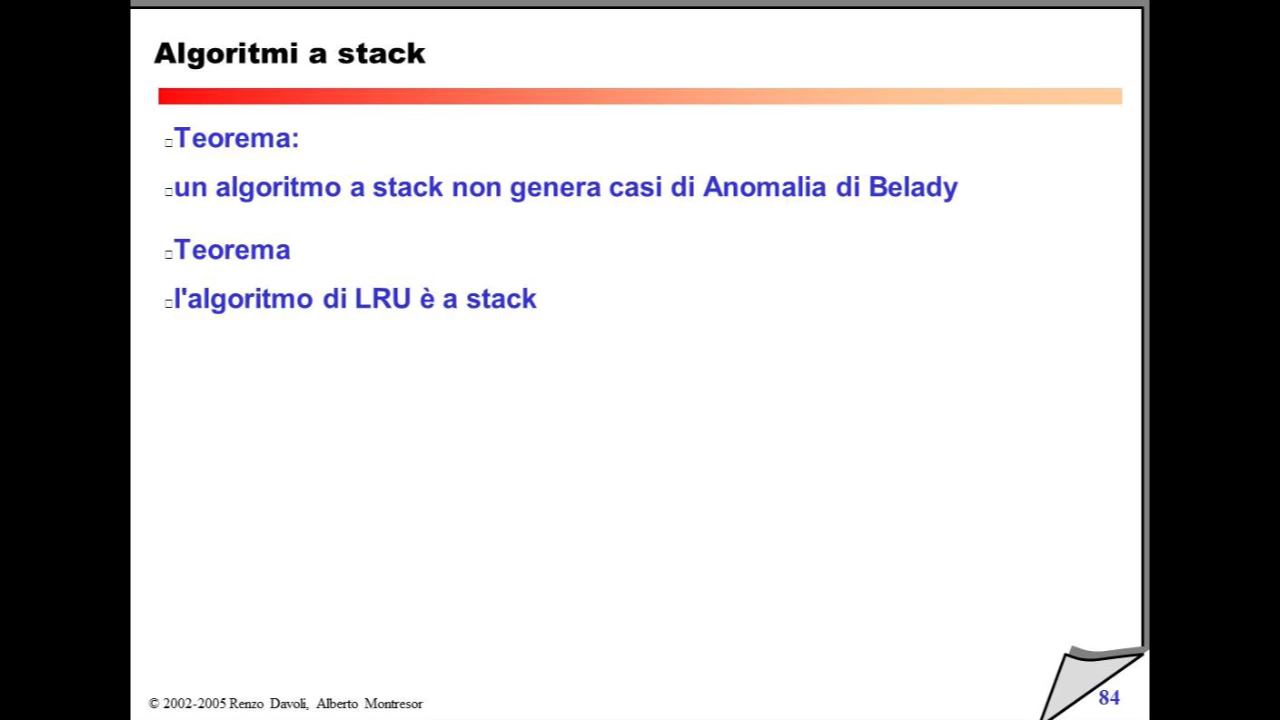 Algoritmi a stack
Teorema:
un algoritmo a stack non genera casi di Anomalia di Belady
Teorema
l'algoritmo di LRU è a stack
© 2002-2005 Renzo Davoli, Alberto Montresor
84